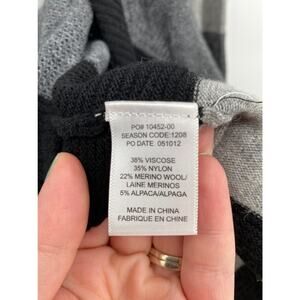 PO# 10452-00
SEASON CODE:1208
PO DATE 051012
38% VISCOSE
35% NYLON
22% MERINO WOOL/
LAINE MERINOS
5% ALPACA/ALPAGA
MADE IN CHINA
FABRIQUE EN CHINE